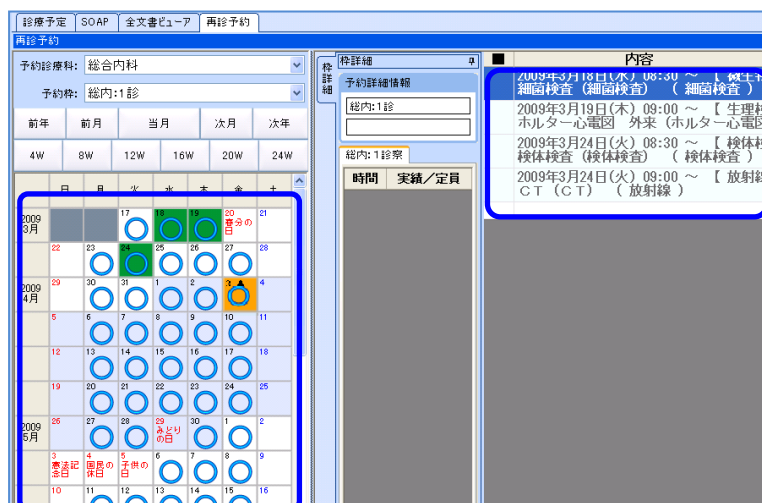 診療予定 SOAP 全文書ビューア 再診予約
再診予約
予約診療科: 総合内科
予約枠: 総内:1診
前年 前月 当月 次月 次年
4W 8W 12W 16W 20W 24W
日 月 火 水 木 金 土
2009 3月 17 18 19 20 春分の日 21
22 23 24 25 26 27 28
2009 4月 29 30 31 1 2 3 4
5 6 7 8 9 10 11
12 13 14 15 16 17 18
19 20 21 22 23 24 25
2009 5月 26 27 28 29 みどりの日 30 1 2
3 憲法記念日 4 国民の休日 5 子供の日 6 7 8 9
10 11 12 13 14 15 16
枠詳細
枠詳細
予約詳細情報
総内:1診
総内:1診察
時間 実績/定員
内容
2009年3月18日(水) 08:30 ～ 【 微生
細菌検査 (細菌検査) ( 細菌検査 )
2009年3月19日(木) 09:00 ～ 【 生理
ホルター心電図 外来 (ホルター心電
2009年3月24日(火) 08:30 ～ 【 検体
検体検査 (検体検査) ( 検体検査 )
2009年3月24日(火) 09:00 ～ 【 放射線
CT (CT) ( 放射線 )